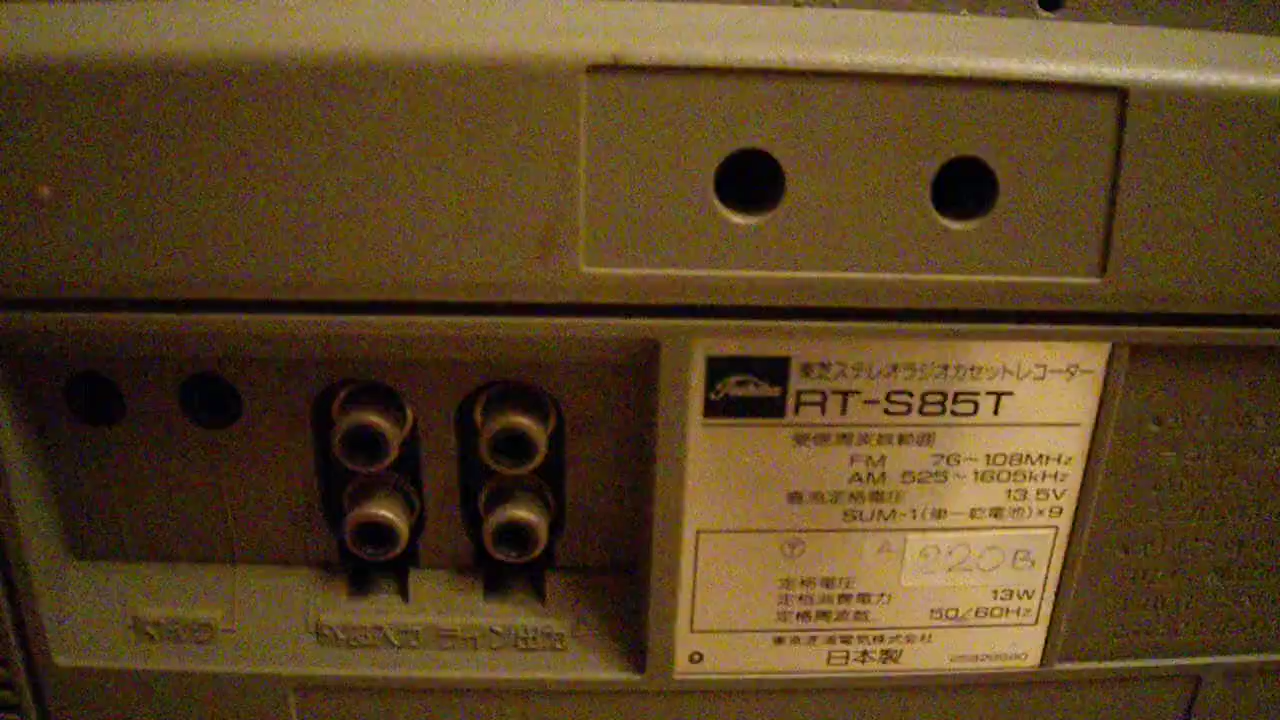 Toshiba
東芝ステレオラジオカセットレコーダー
RT-S85T
受信周波数範囲
FM 76~108MHz
AM 525~1605kHz
直流定格電圧 13.5V
SUM-1(単一乾電池)×9
A 220В
定格電圧
定格消費電力 13W
定格周波数 50/60Hz
東京芝浦電気株式会社
日本製
ライン出力